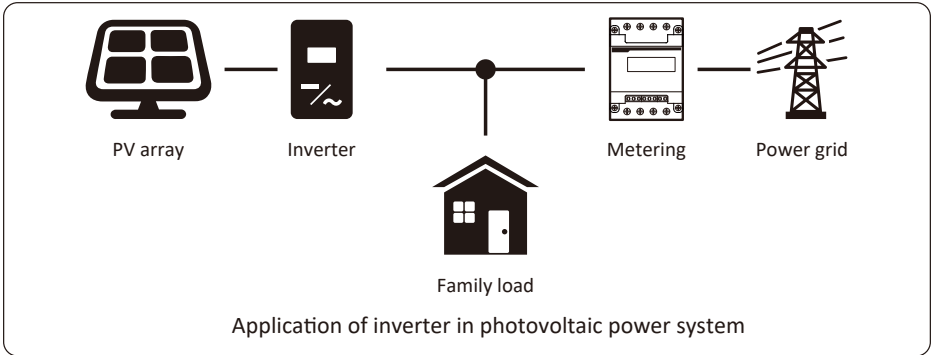 PV array
Inverter
Metering
Power grid
Family load
Application of inverter in photovoltaic power system